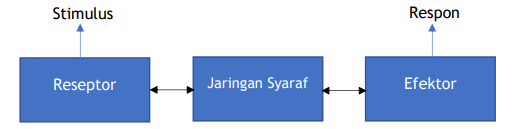 Stimulus
Respon
Reseptor
Jaringan Syaraf
Efektor